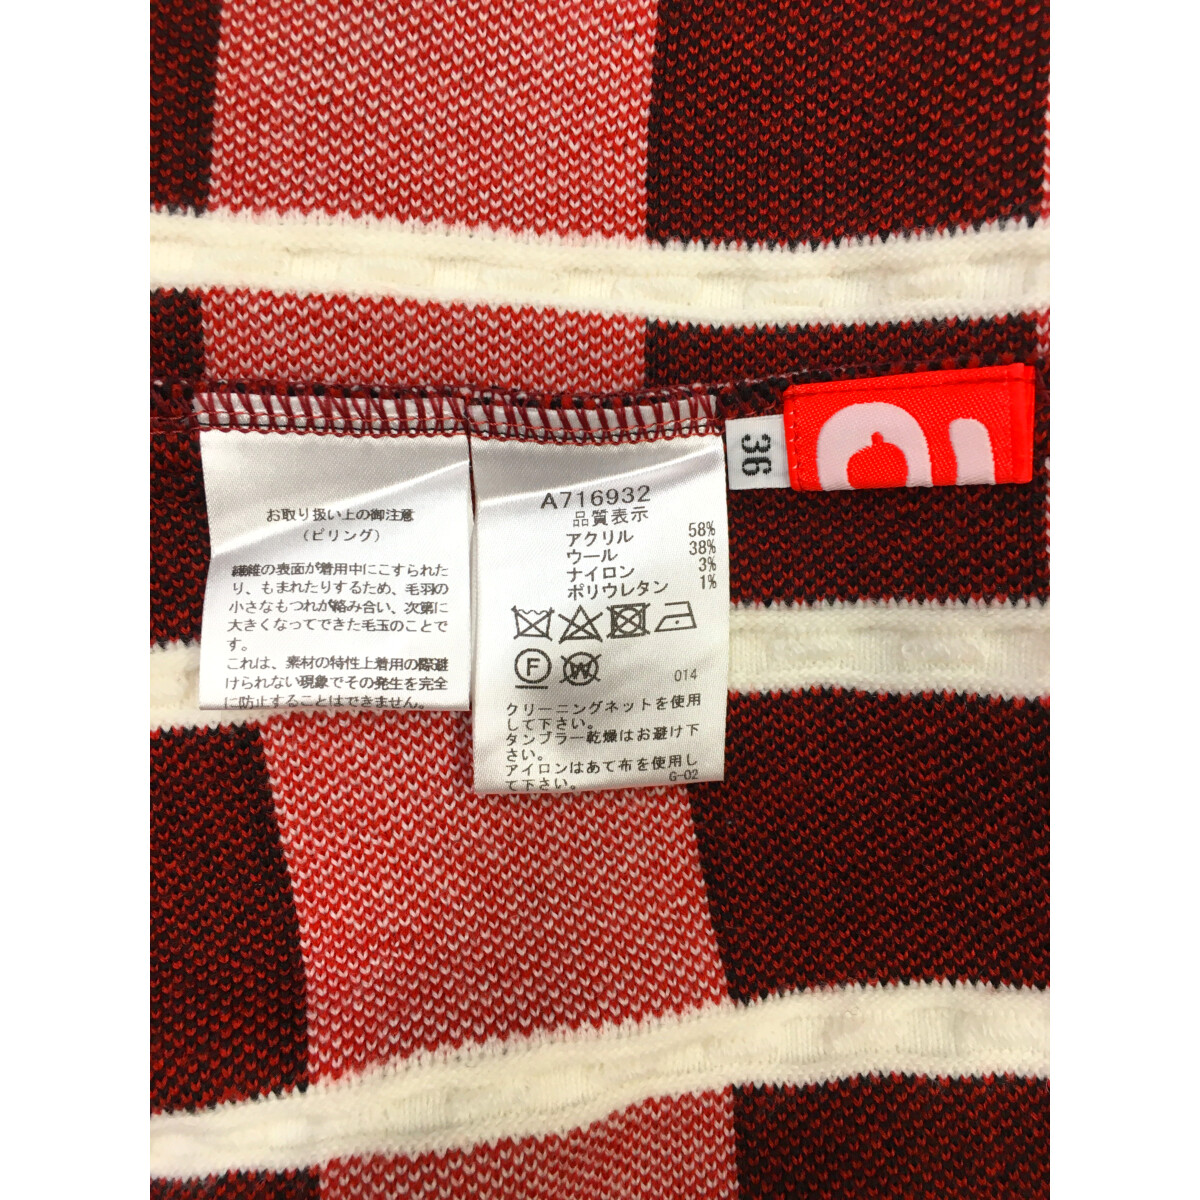 お取り扱い上の御注意
(ピリング)
繊維の表面が着用中にこすられた
り、もまれたりするため、毛羽の
小さなもつれが絡み合い、次第に
大きくなってできた毛玉のことで
す。
これは、素材の特性上着用の際避
けられない現象でその発生を完全
に防止することはできません。
A716932
品質表示
アクリル 58%
ウール 38%
ナイロン 3%
ポリウレタン 1%
F W
014
クリーニングネットを使用
して下さい。
タンブラー乾燥はお避け下
さい。
アイロンはあて布を使用し
て下さい。
G-02
36